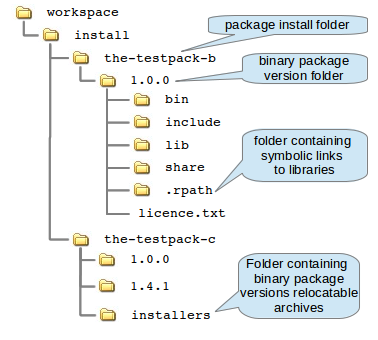 workspace
package install folder
install
the-testpack-b
binary package
version folder
1.0.0
bin
include
lib
folder containing
symbolic links
to libraries
share
.rpath
licence.txt
the-testpack-c
1.0.0
Folder containing
binary package
versions relocatable
archives
1.4.1
installers